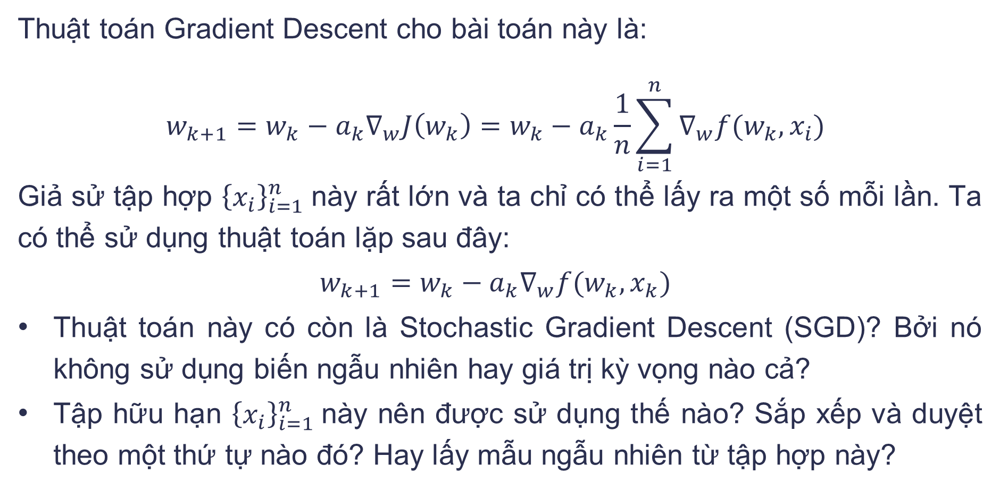 Thuật toán Gradient Descent cho bài toán này là:
$$w_{k+1} = w_k - a_k \nabla_w J(w_k) = w_k - a_k \frac{1}{n} \sum_{i=1}^{n} \nabla_w f(w_k, x_i)$$
Giả sử tập hợp $\{x_i\}_{i=1}^{n}$ này rất lớn và ta chỉ có thể lấy ra một số mỗi lần. Ta
có thể sử dụng thuật toán lặp sau đây:
$$w_{k+1} = w_k - a_k \nabla_w f(w_k, x_k)$$
• Thuật toán này có còn là Stochastic Gradient Descent (SGD)? Bởi nó
không sử dụng biến ngẫu nhiên hay giá trị kỳ vọng nào cả?
• Tập hữu hạn $\{x_i\}_{i=1}^{n}$ này nên được sử dụng thế nào? Sắp xếp và duyệt
theo một thứ tự nào đó? Hay lấy mẫu ngẫu nhiên từ tập hợp này?